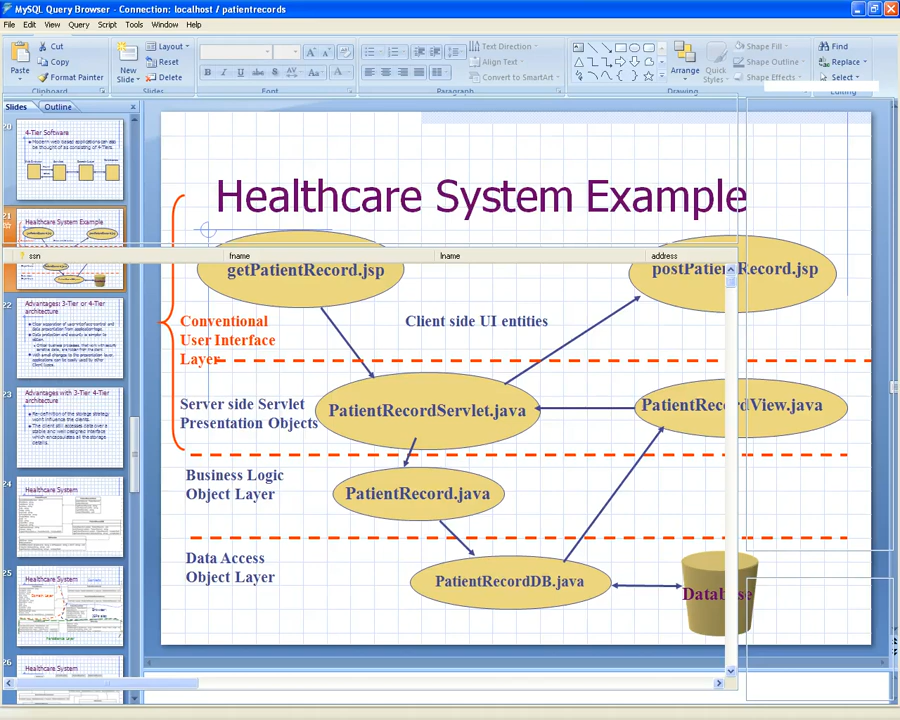 MySQL Query Browser - Connection: localhost / patientrecords
File Edit View Query Script Tools Window Help
Paste
Cut
Copy
Format Painter
Clipboard
New Slide
Layout
Reset
Delete
Slides
Font
Text Direction
Align Text
Convert to SmartArt
Paragraph
Arrange
Quick Styles
Shape Fill
Shape Outline
Shape Effects
Drawing
Find
Replace
Select
Editing
Slides Outline
20
4-Tier Software
21
Healthcare System Example
22
Advantages: 3-Tier or 4-Tier
architecture
23
Advantages with 3-Tier 4-Tier
architecture
24
Healthcare System
25
Healthcare System
26
Healthcare System
Healthcare System Example
ssn fname lname address
getPatientRecord.jsp
postPatientRecord.jsp
Conventional
User Interface
Layer
Client side UI entities
Server side Servlet
Presentation Objects
PatientRecordServlet.java
PatientRecordView.java
Business Logic
Object Layer
PatientRecord.java
Data Access
Object Layer
PatientRecordDB.java
Database